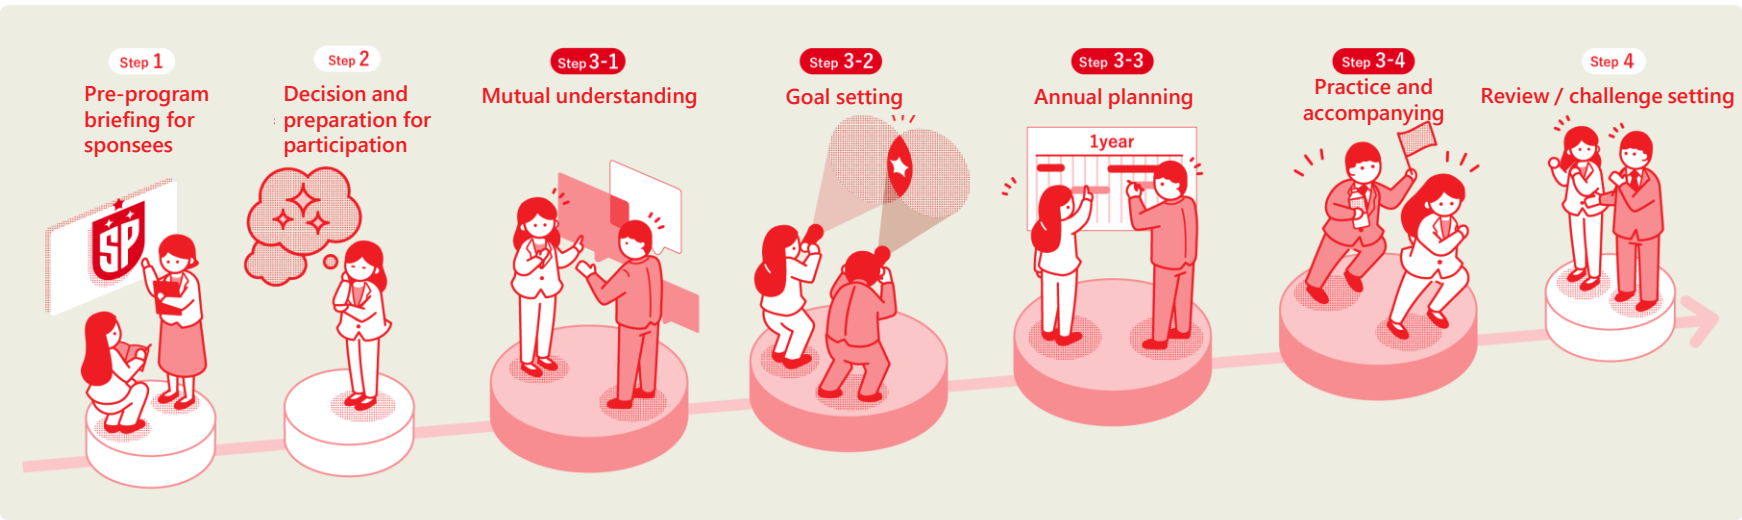 Step 1
Pre-program
briefing for
sponsees
SP
Step 2
Decision and
preparation for
participation
Step 3-1
Mutual understanding
Step 3-2
Goal setting
Step 3-3
Annual planning
1year
Step 3-4
Practice and
accompanying
Step 4
Review / challenge setting